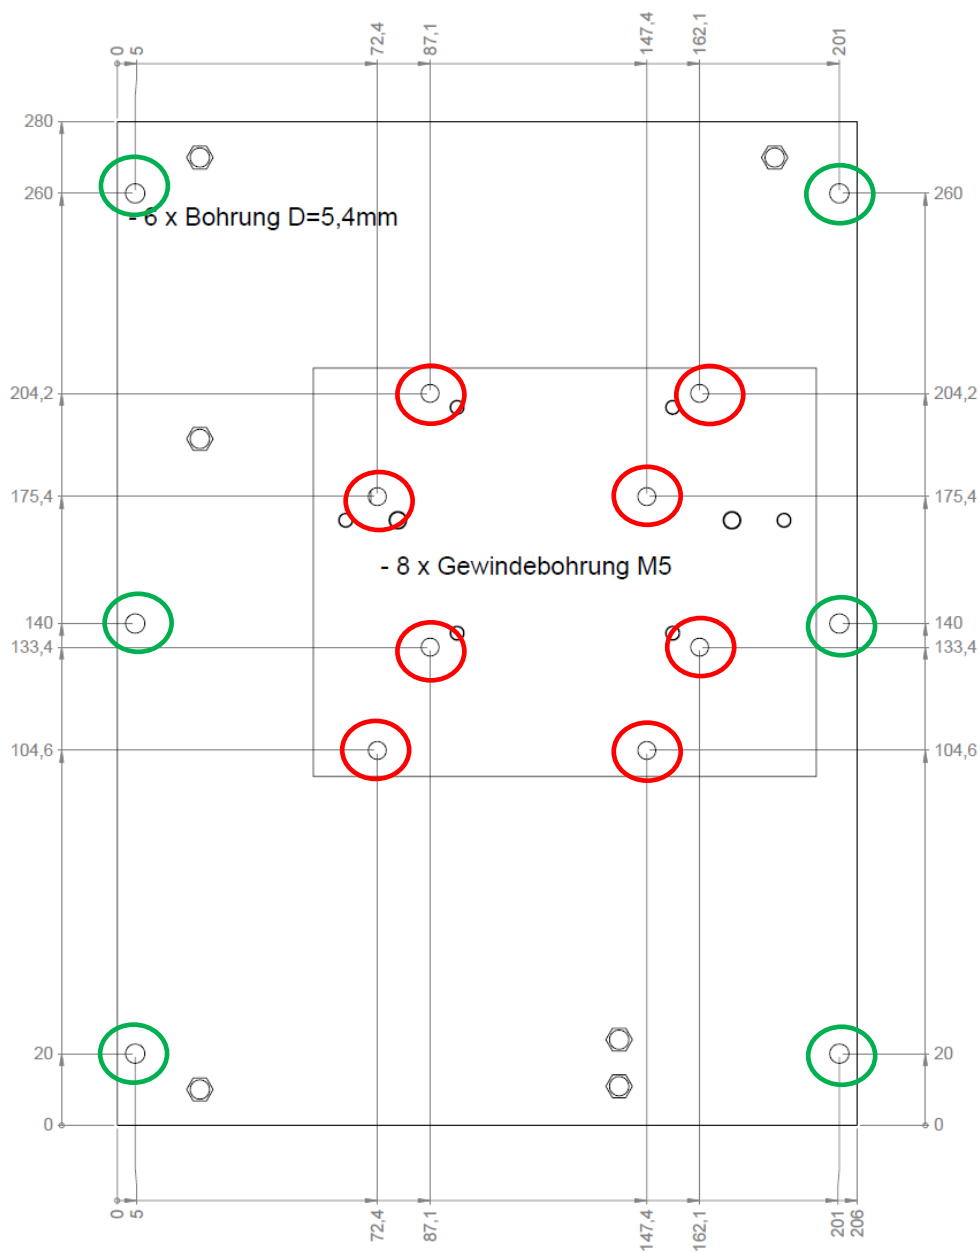 0 5 72,4 87,1 147,4 162,1 201
280
260 260
- 6 x Bohrung D=5,4mm
204,2 204,2
175,4 175,4
- 8 x Gewindebohrung M5
140 140
133,4 133,4
104,6 104,6
20 20
0 0
0 5 72,4 87,1 147,4 162,1 201 206